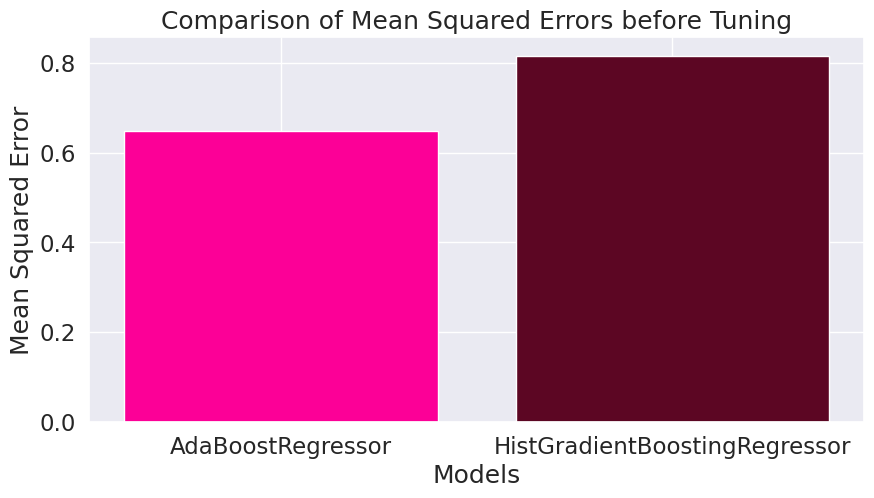 Comparison of Mean Squared Errors before Tuning
Mean Squared Error
0.8
0.6
0.4
0.2
0.0
AdaBoostRegressor
HistGradientBoostingRegressor
Models